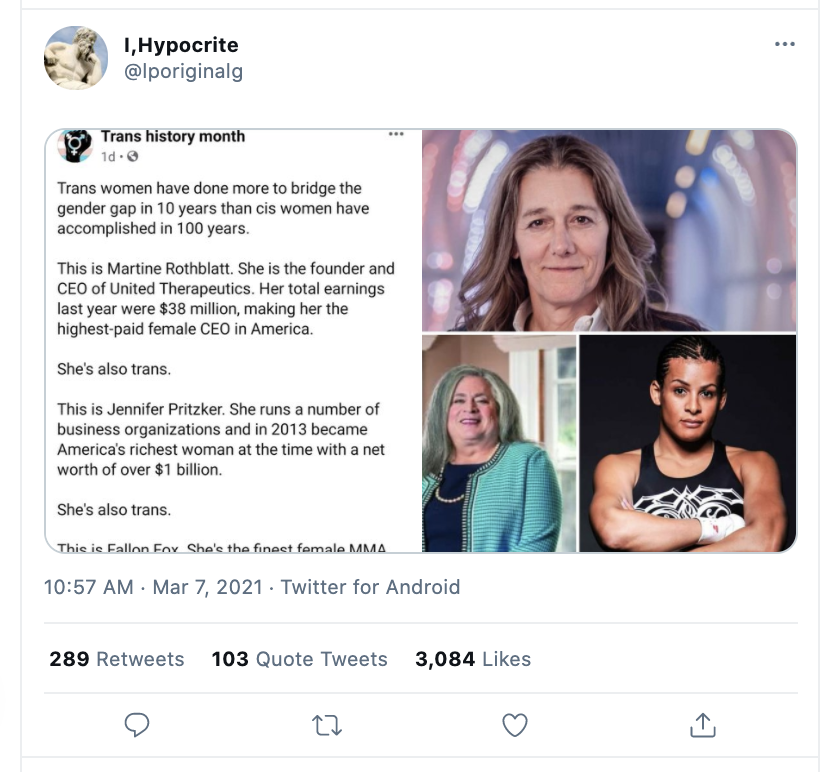 I,Hypocrite
@lporiginalg
Trans history month
1d
Trans women have done more to bridge the
gender gap in 10 years than cis women have
accomplished in 100 years.
This is Martine Rothblatt. She is the founder and
CEO of United Therapeutics. Her total earnings
last year were $38 million, making her the
highest-paid female CEO in America.
She's also trans.
This is Jennifer Pritzker. She runs a number of
business organizations and in 2013 became
America's richest woman at the time with a net
worth of over $1 billion.
She's also trans.
This is Fallon Fox. She's the finest female MMA
10:57 AM · Mar 7, 2021 · Twitter for Android
289 Retweets 103 Quote Tweets 3,084 Likes